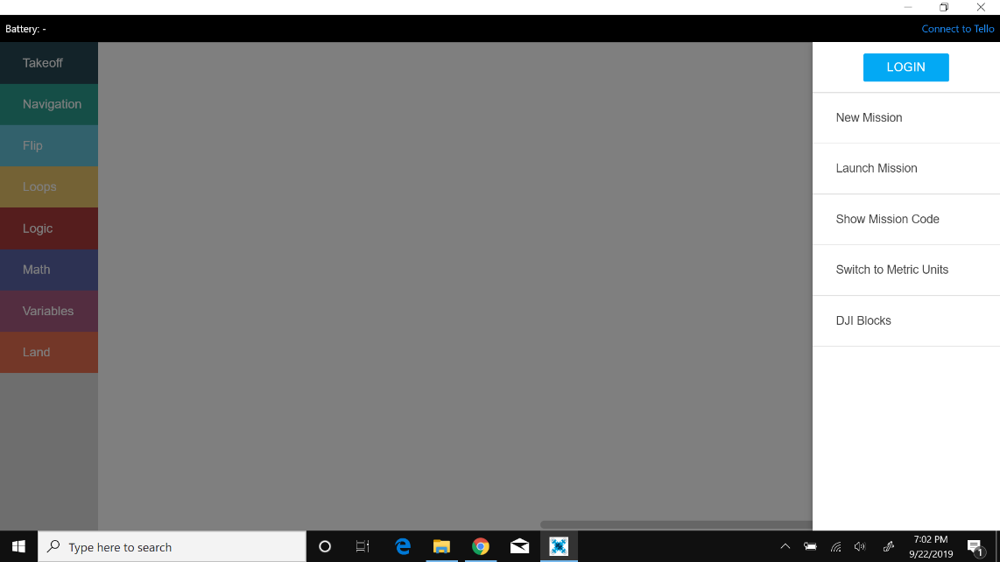 Battery: -
Connect to Tello
Takeoff
Navigation
Flip
Loops
Logic
Math
Variables
Land
LOGIN
New Mission
Launch Mission
Show Mission Code
Switch to Metric Units
DJI Blocks
Type here to search
7:02 PM
9/22/2019
1